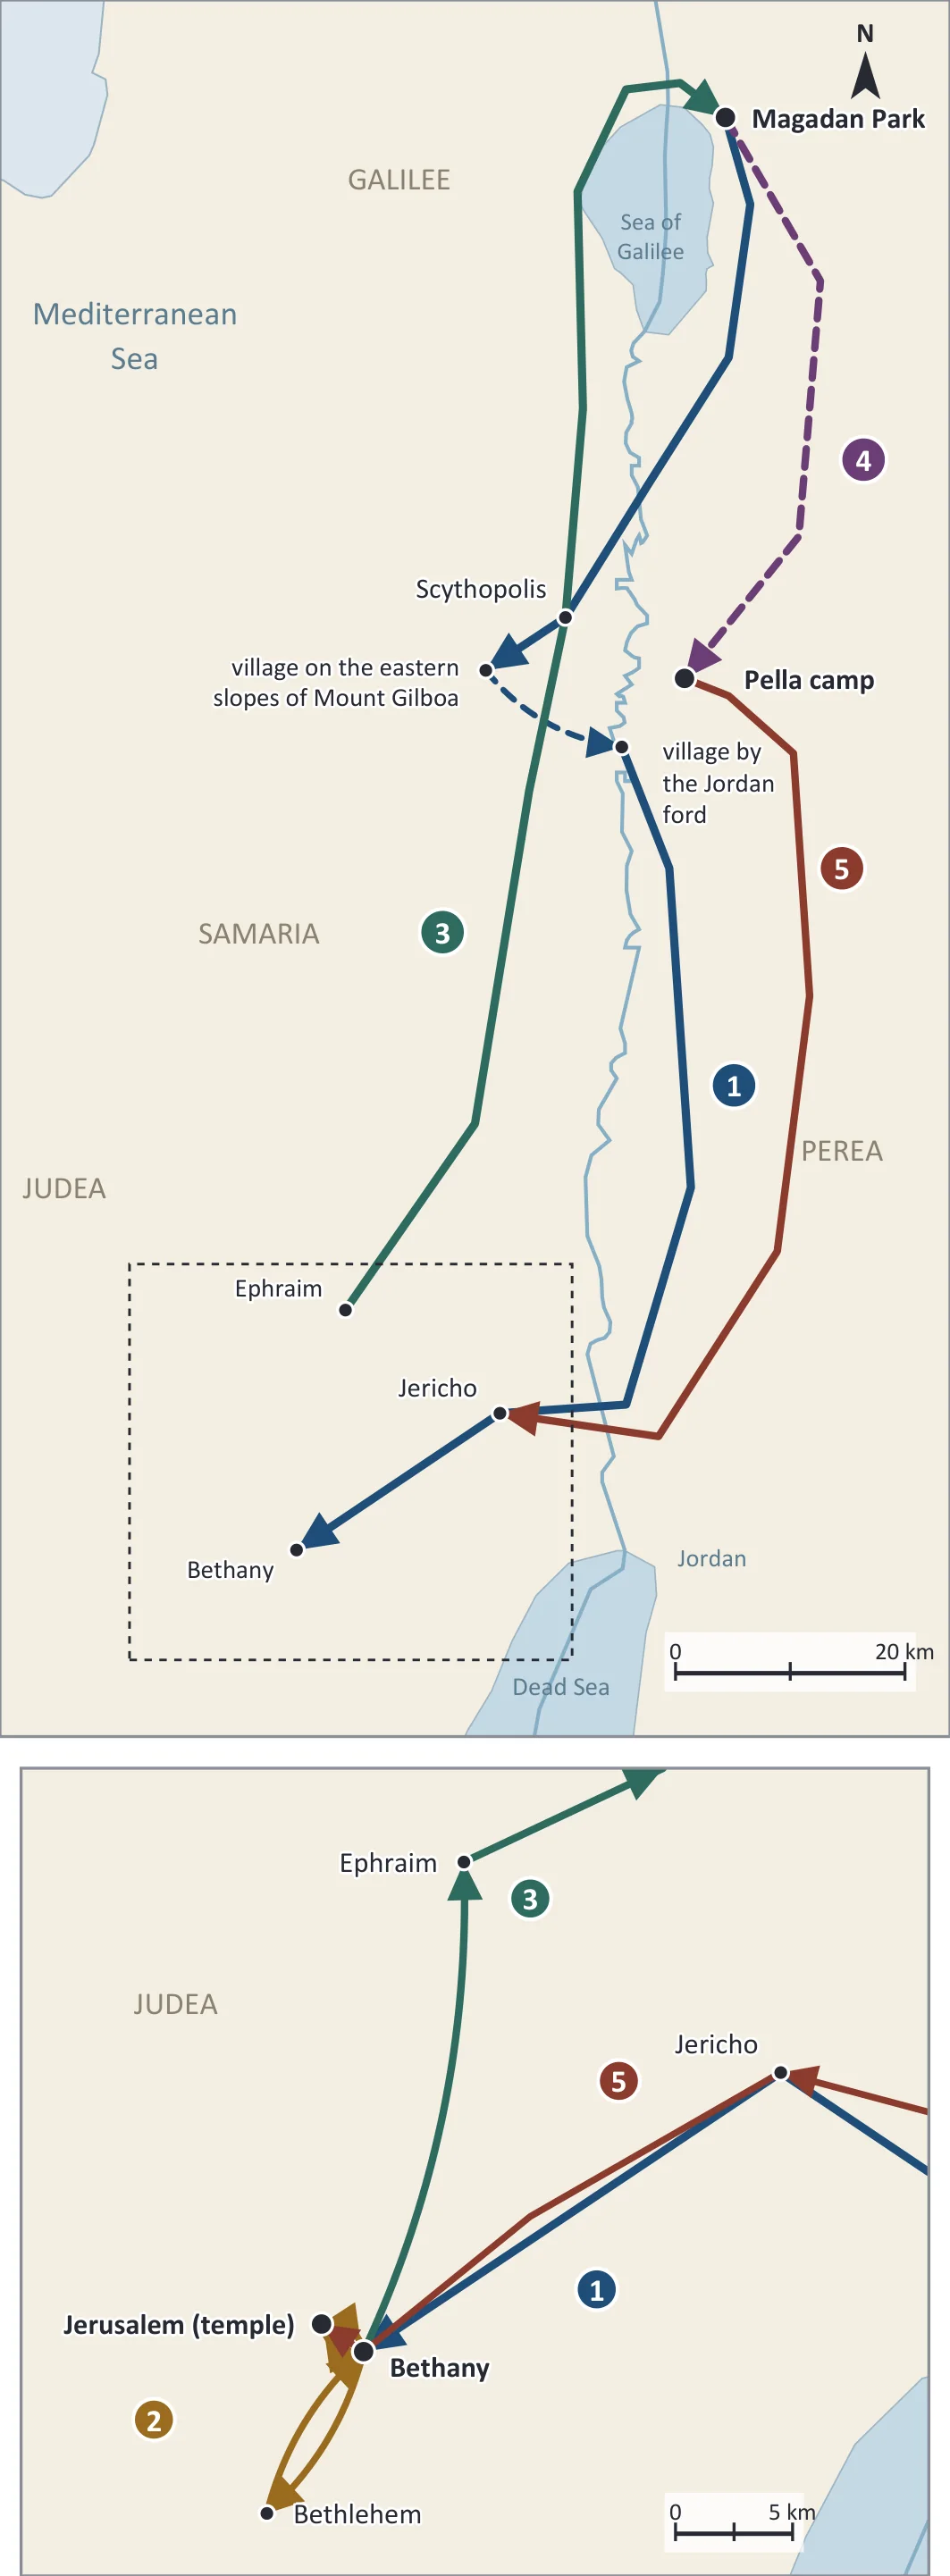 N
Magadan Park
GALILEE
Sea of
Galilee
Mediterranean
Sea
4
Scythopolis
village on the eastern
slopes of Mount Gilboa
Pella camp
village by
the Jordan
ford
5
SAMARIA
3
1
PEREA
JUDEA
Ephraim
Jericho
Bethany
Jordan
0 20 km
Dead Sea
Ephraim
3
JUDEA
Jericho
5
1
Jerusalem (temple)
Bethany
2
Bethlehem
0 5 km